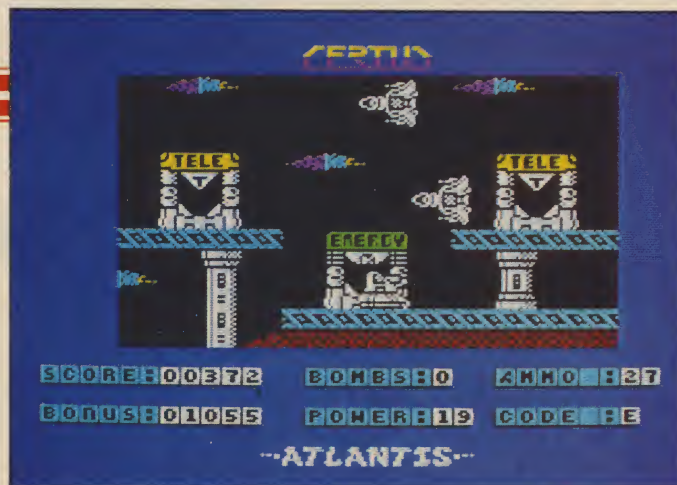 TELE
T
TELE
T
ENERGY
SCORE:00372 BOMBS:0 AMMO :27
BONUS:01055 POWER:19 CODE :E
-ATLANTIS-